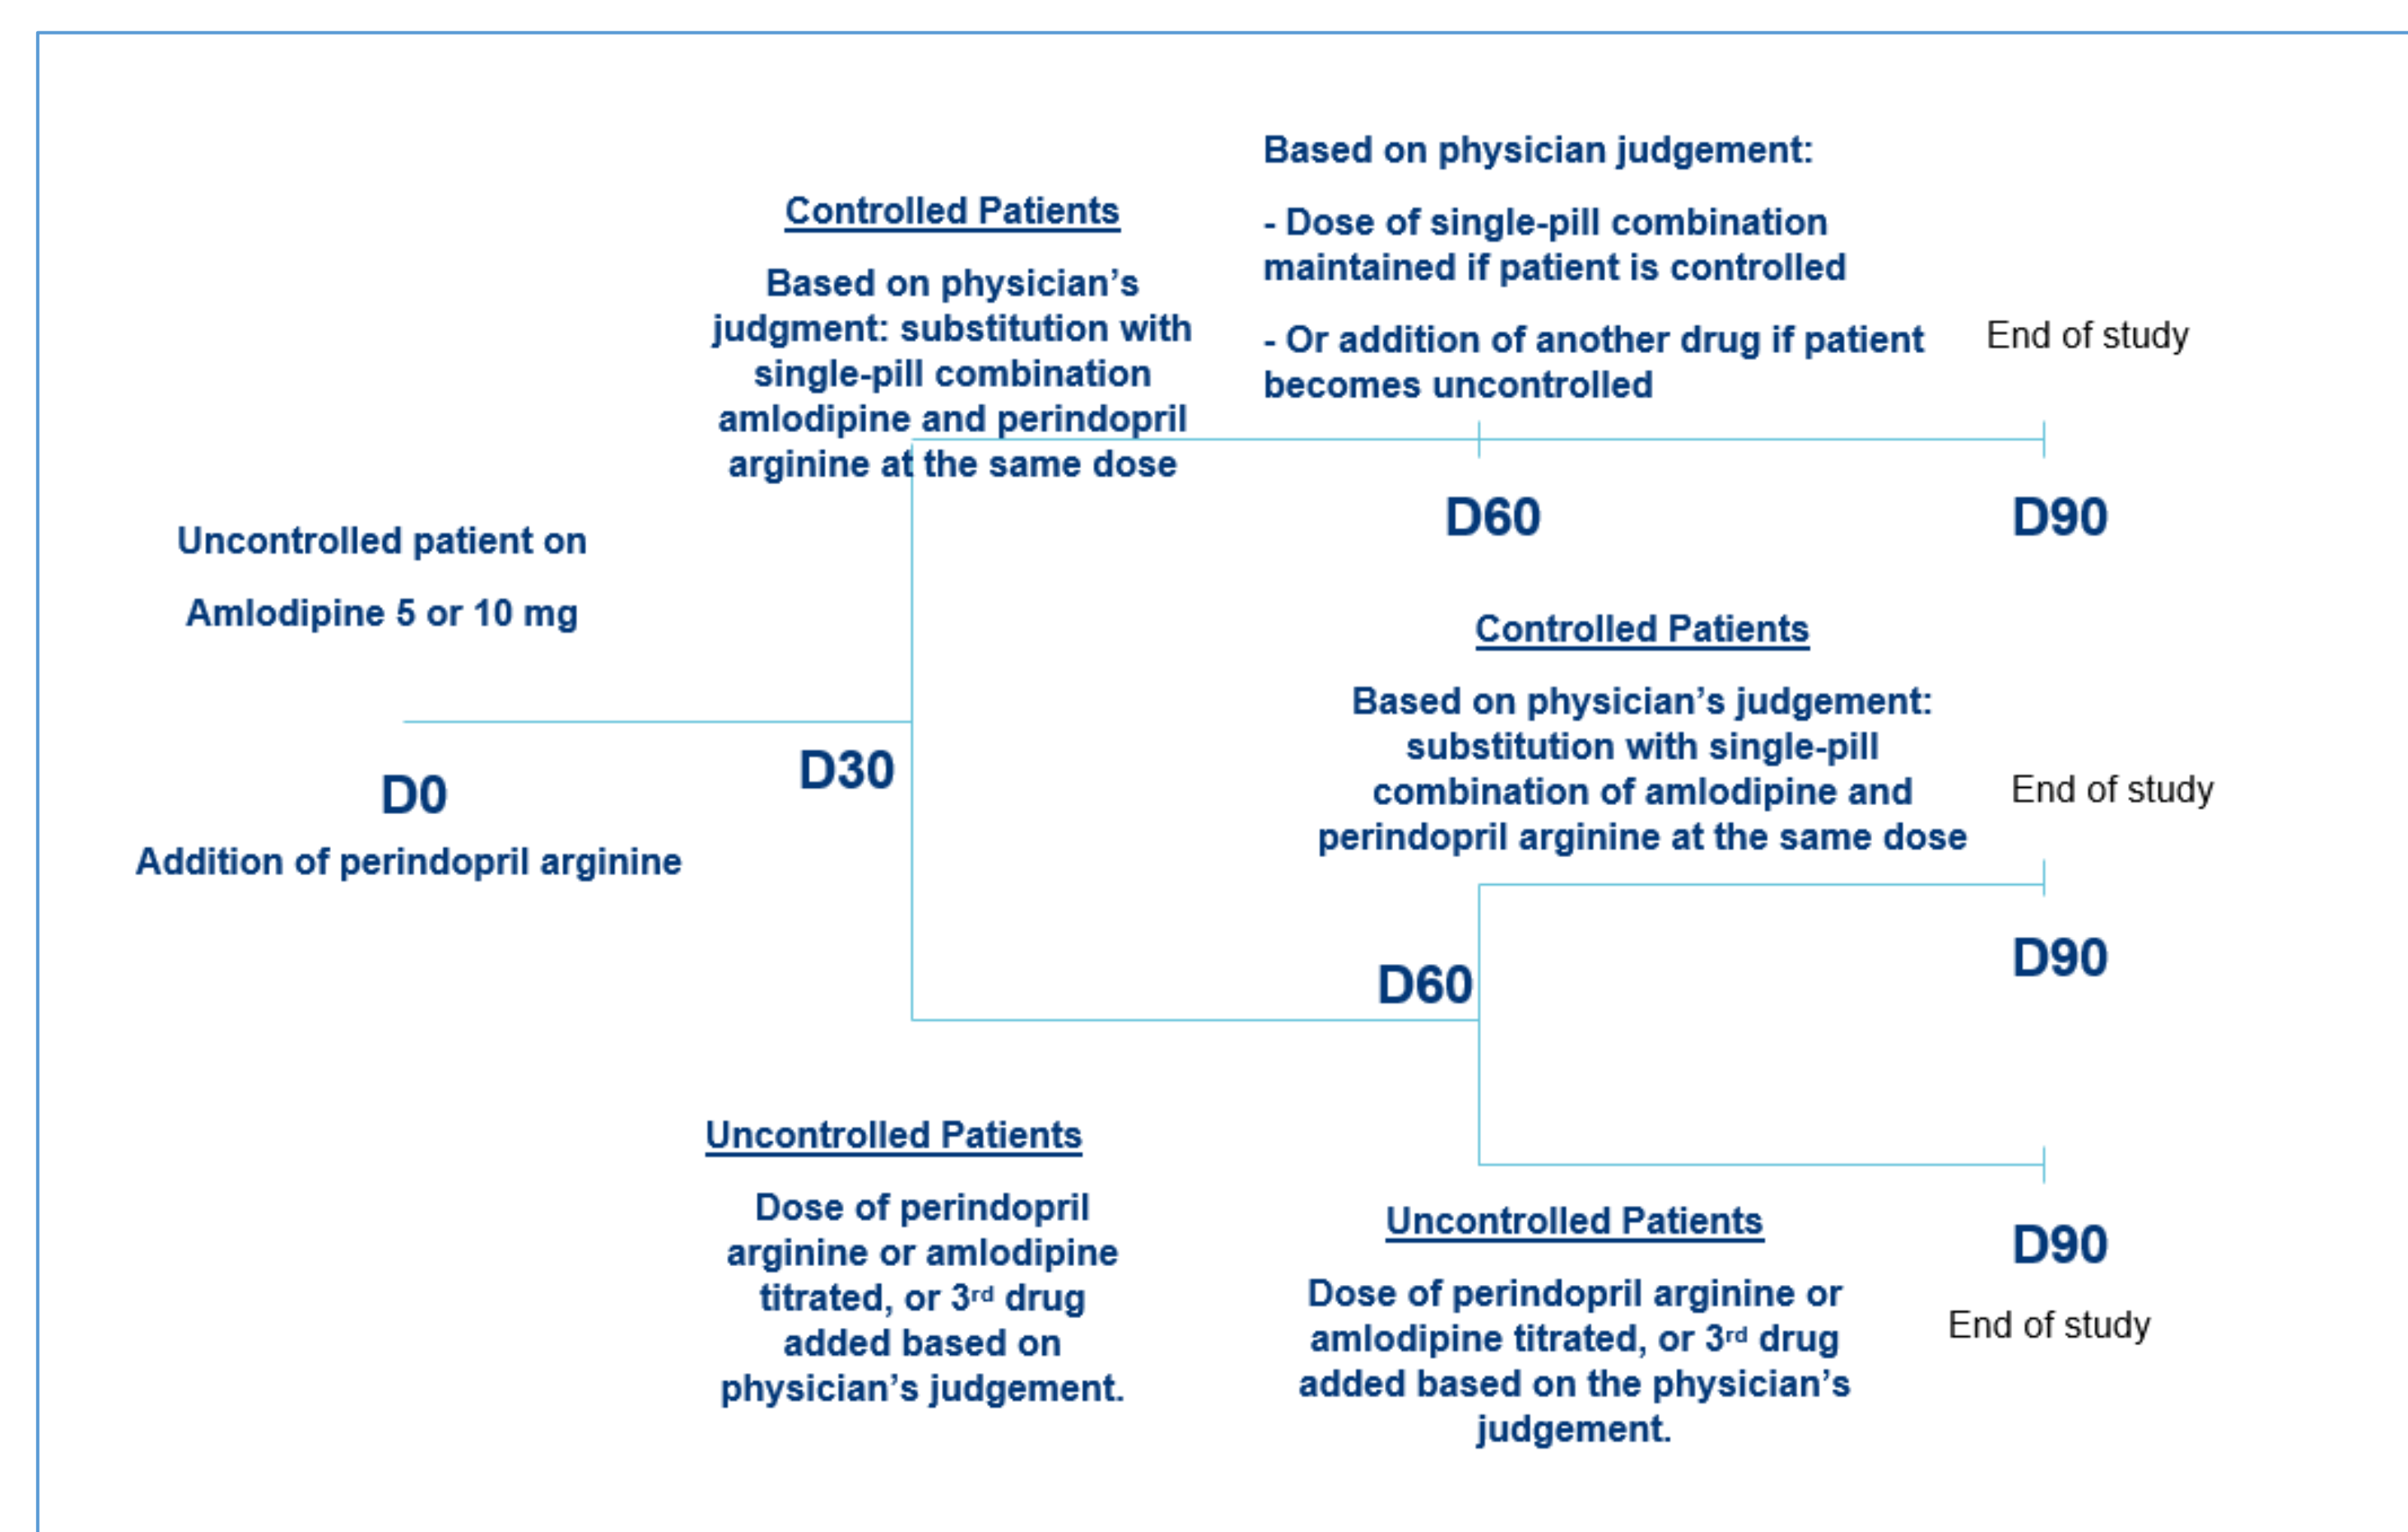 Uncontrolled patient on
Amlodipine 5 or 10 mg
D0
Addition of perindopril arginine
D30
Controlled Patients
Based on physician’s
judgment: substitution with
single-pill combination
amlodipine and perindopril
arginine at the same dose
Based on physician judgement:
- Dose of single-pill combination
maintained if patient is controlled
- Or addition of another drug if patient
becomes uncontrolled
End of study
D60
D90
Controlled Patients
Based on physician’s judgement:
substitution with single-pill
combination of amlodipine and
perindopril arginine at the same dose
End of study
D90
D60
Uncontrolled Patients
Dose of perindopril
arginine or amlodipine
titrated, or 3rd drug
added based on
physician’s judgement.
Uncontrolled Patients
Dose of perindopril arginine or
amlodipine titrated, or 3rd drug
added based on the physician’s
judgement.
D90
End of study